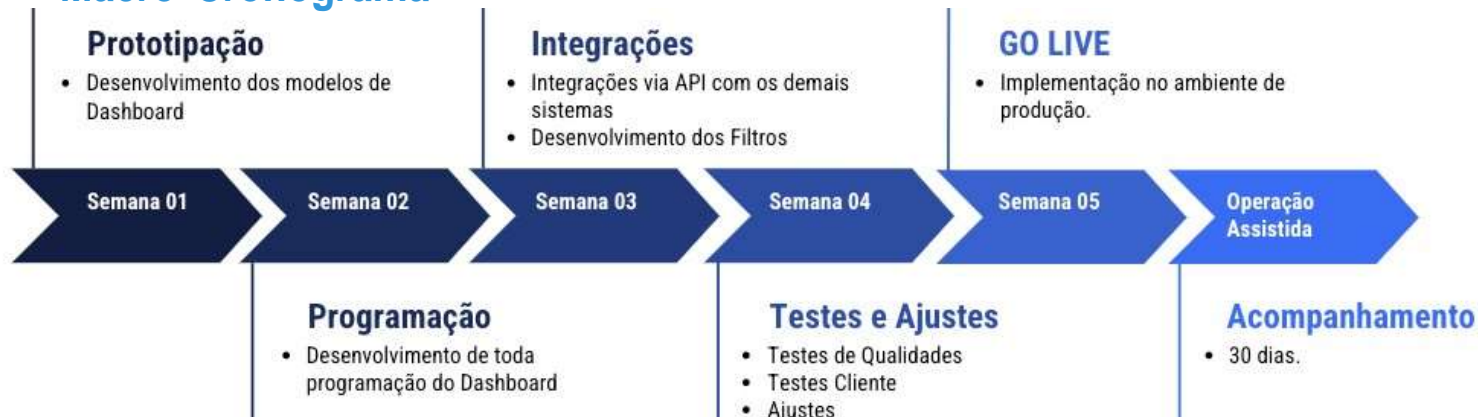 Macro Cronograma
Prototipação
• Desenvolvimento dos modelos de
Dashboard
Integrações
• Integrações via API com os demais
sistemas
• Desenvolvimento dos Filtros
GO LIVE
• Implementação no ambiente de
produção.
Semana 01
Semana 02
Semana 03
Semana 04
Semana 05
Operação
Assistida
Programação
• Desenvolvimento de toda
programação do Dashboard
Testes e Ajustes
• Testes de Qualidades
• Testes Cliente
• Ajustes
Acompanhamento
• 30 dias.